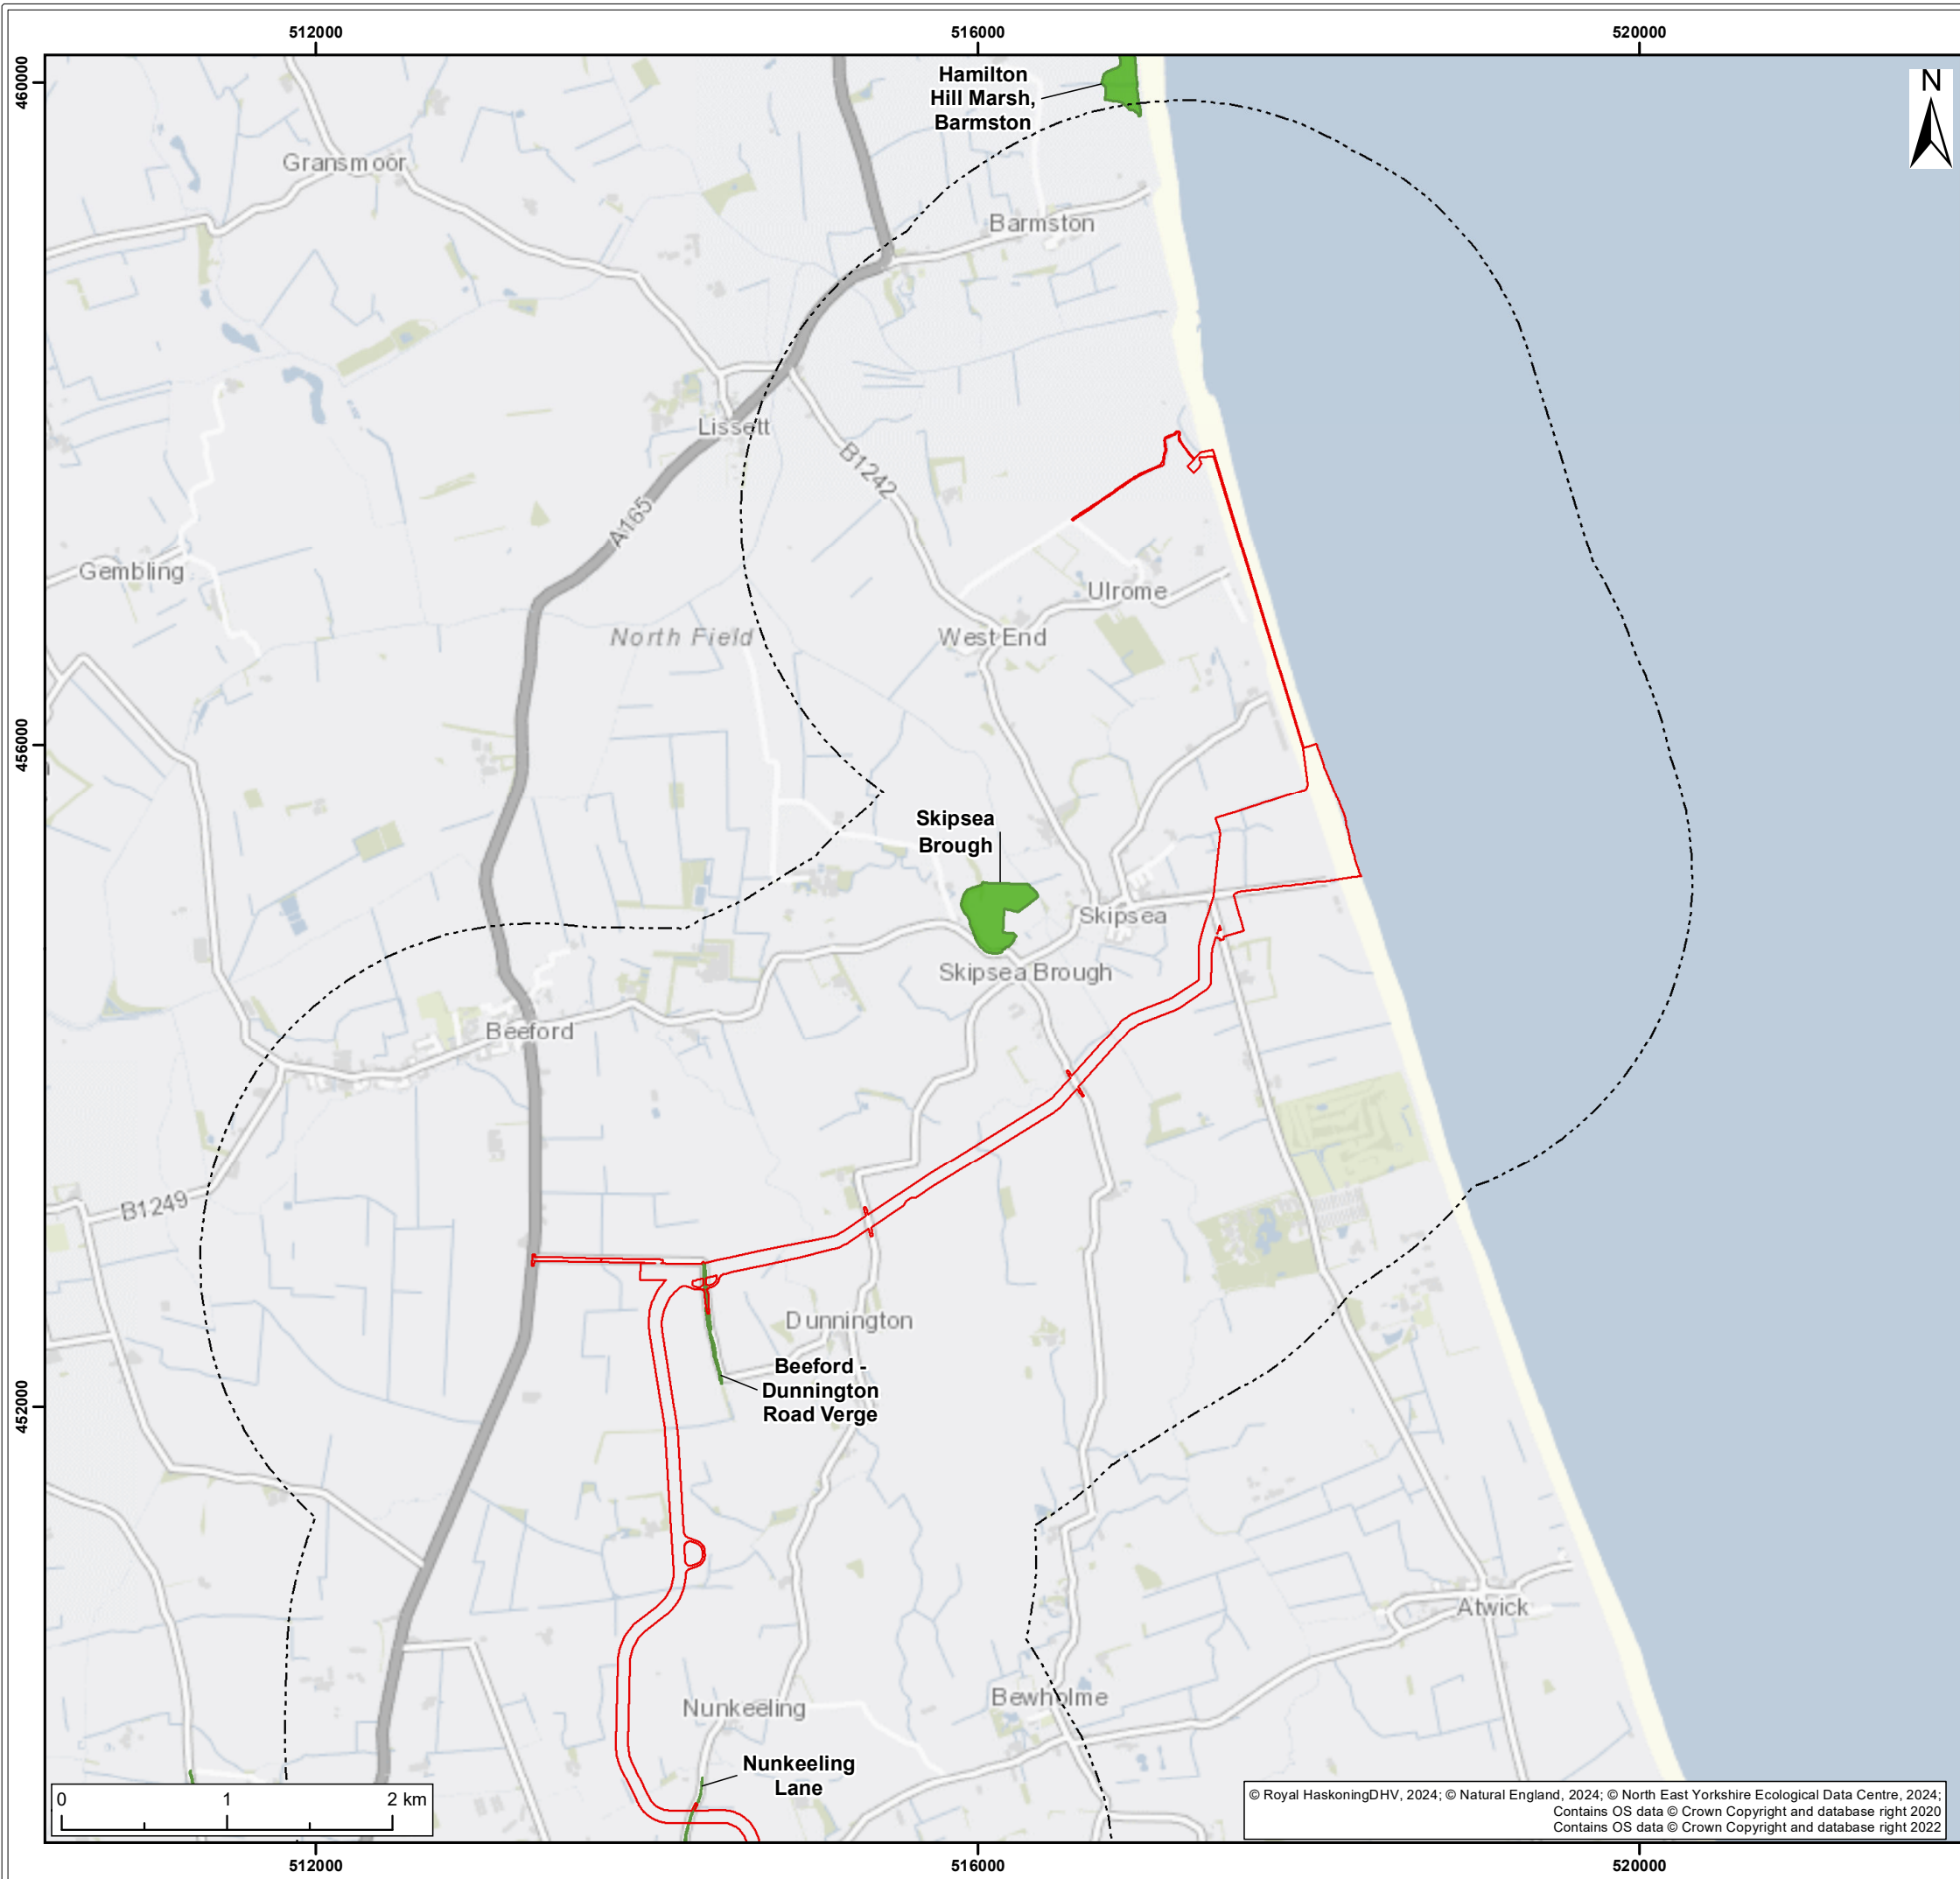 512000
516000
520000
460000
456000
452000
N
Hamilton
Hill Marsh,
Barmston
Gransmoor
Barmston
Lissett
B1242
A165
Gembling
Ulrome
North Field
West End
Skipsea
Brough
Skipsea
Skipsea Brough
Beeford
B1249
Dunnington
Beeford -
Dunnington
Road Verge
Atwick
Bewholme
Nunkeeling
Nunkeeling
Lane
0 1 2 km
© Royal HaskoningDHV, 2024; © Natural England, 2024; © North East Yorkshire Ecological Data Centre, 2024;
Contains OS data © Crown Copyright and database right 2020
Contains OS data © Crown Copyright and database right 2022
512000
516000
520000